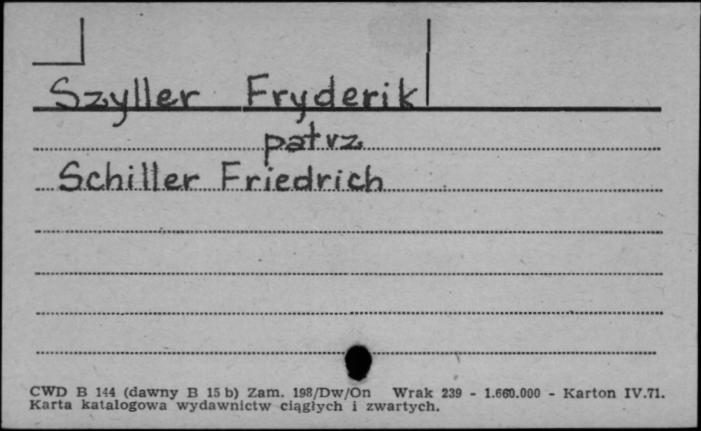 Szyller Fryderik
patrz
Schiller Friedrich
CWD B 144 (dawny B 15 b) Zam. 198/Dw/On Wrak 239 - 1.660.000 - Karton IV.71.
Karta katalogowa wydawnictw ciągłych i zwartych.